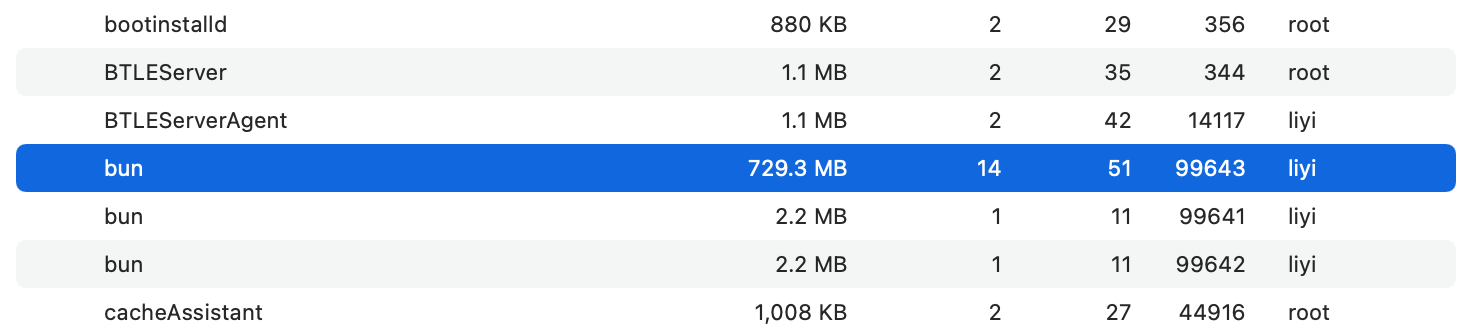 bootinstalld 880 KB 2 29 356 root
BTLEServer 1.1 MB 2 35 344 root
BTLEServerAgent 1.1 MB 2 42 14117 liyi
bun 729.3 MB 14 51 99643 liyi
bun 2.2 MB 1 11 99641 liyi
bun 2.2 MB 1 11 99642 liyi
cacheAssistant 1,008 KB 2 27 44916 root